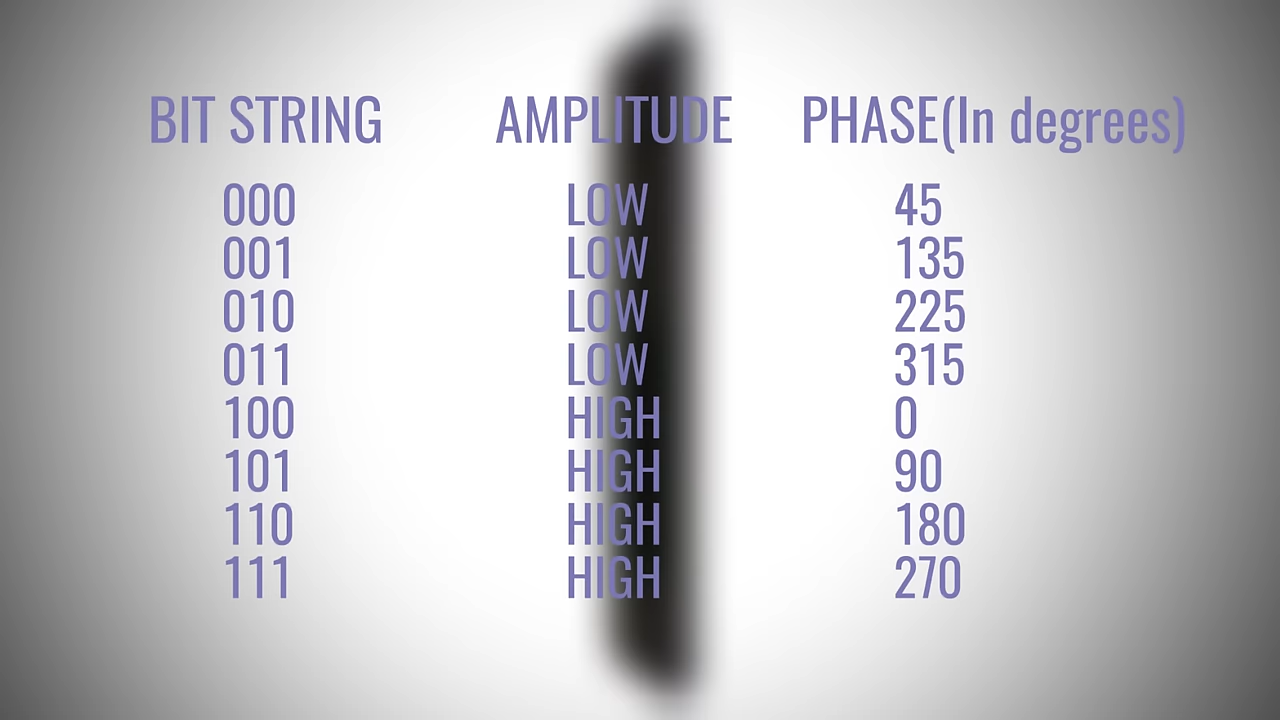 BIT STRING AMPLITUDE PHASE(In degrees)
000 LOW 45
001 LOW 135
010 LOW 225
011 LOW 315
100 HIGH 0
101 HIGH 90
110 HIGH 180
111 HIGH 270